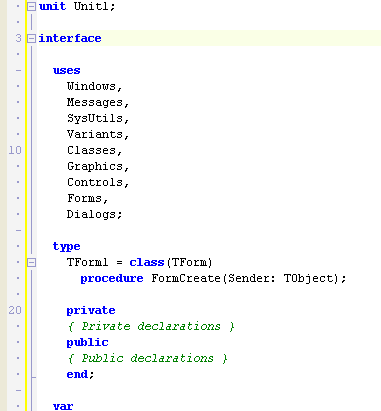 unit Unit1;
3 interface
uses
Windows,
Messages,
SysUtils,
Variants,
10 Classes,
Graphics,
Controls,
Forms,
Dialogs;
type
TForm1 = class(TForm)
procedure FormCreate(Sender: TObject);
20 private
{ Private declarations }
public
{ Public declarations }
end;
var